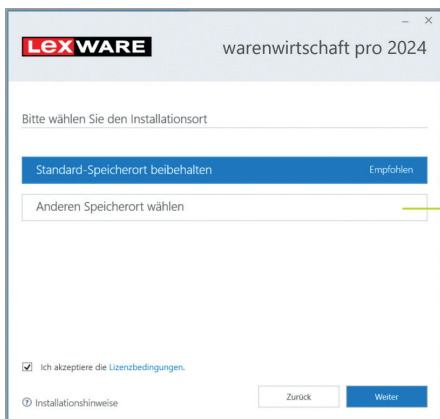 LEXWARE
warenwirtschaft pro 2024
Bitte wählen Sie den Installationsort
Standard-Speicherort beibehalten Empfohlen
Anderen Speicherort wählen
Ich akzeptiere die Lizenzbedingungen.
Installationshinweise Zurück Weiter